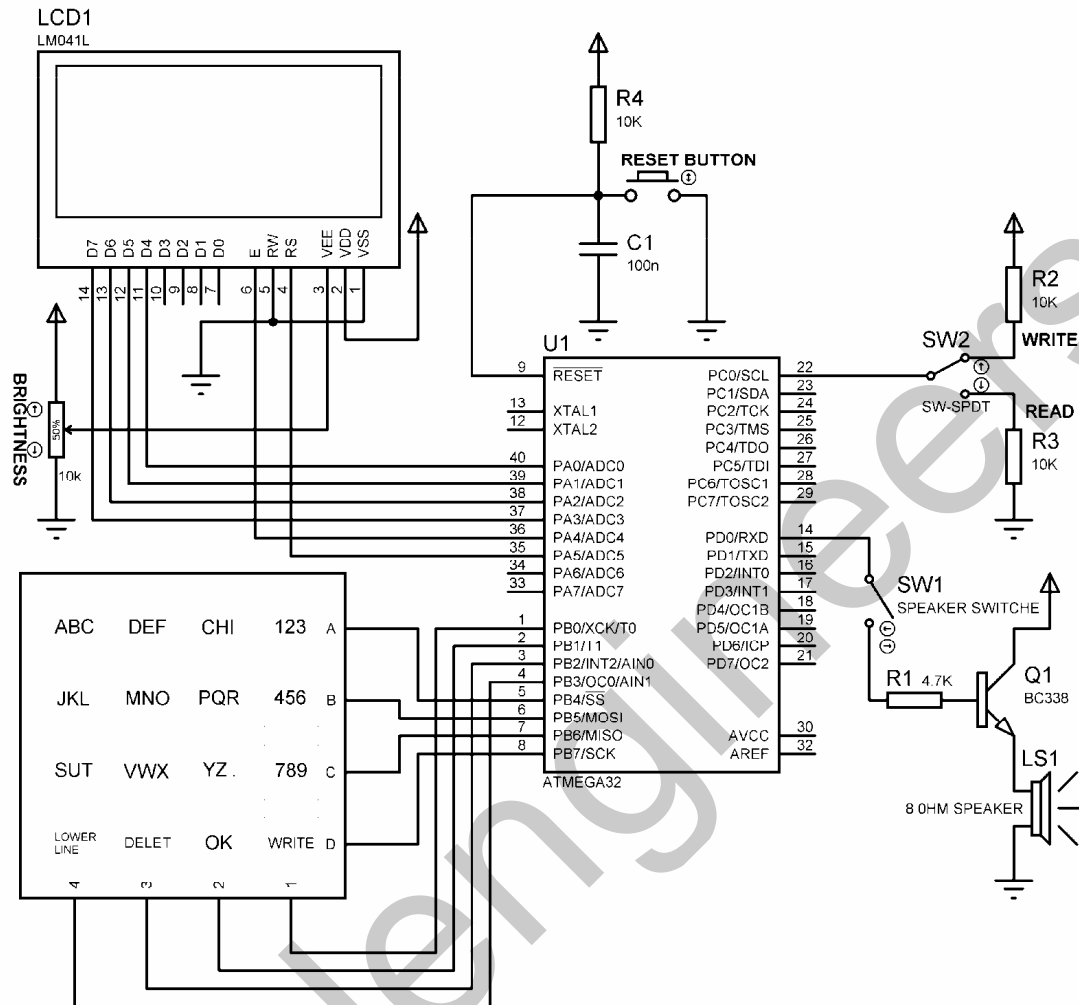 LCD1
LM041L
D7 D6 D5 D4 D3 D2 D1 D0 E RW RS VEE VDD VSS
14 13 12 11 10 9 8 7 6 5 4 3 2 1
BRIGHTNESS
50%
10k
R4
10K
RESET BUTTON
C1
100n
R2
10K
WRITE
SW2
SW-SPDT
READ
R3
10K
U1
9 RESET
13 XTAL1
12 XTAL2
40 PA0/ADC0
39 PA1/ADC1
38 PA2/ADC2
37 PA3/ADC3
36 PA4/ADC4
35 PA5/ADC5
34 PA6/ADC6
33 PA7/ADC7
1 PB0/XCK/T0
2 PB1/T1
3 PB2/INT2/AIN0
4 PB3/OC0/AIN1
5 PB4/SS
6 PB5/MOSI
7 PB6/MISO
8 PB7/SCK
PC0/SCL 22
PC1/SDA 23
PC2/TCK 24
PC3/TMS 25
PC4/TDO 26
PC5/TDI 27
PC6/TOSC1 28
PC7/TOSC2 29
PD0/RXD 14
PD1/TXD 15
PD2/INT0 16
PD3/INT1 17
PD4/OC1B 18
PD5/OC1A 19
PD6/ICP 20
PD7/OC2 21
AVCC 30
AREF 32
ATMEGA32
SW1
SPEAKER SWITCHE
R1 4.7K
Q1
BC338
LS1
8 OHM SPEAKER
ABC DEF CHI 123 A
JKL MNO PQR 456 B
SUT VWX YZ . 789 C
LOWER
LINE DELET OK WRITE D
4 3 2 1
engineers